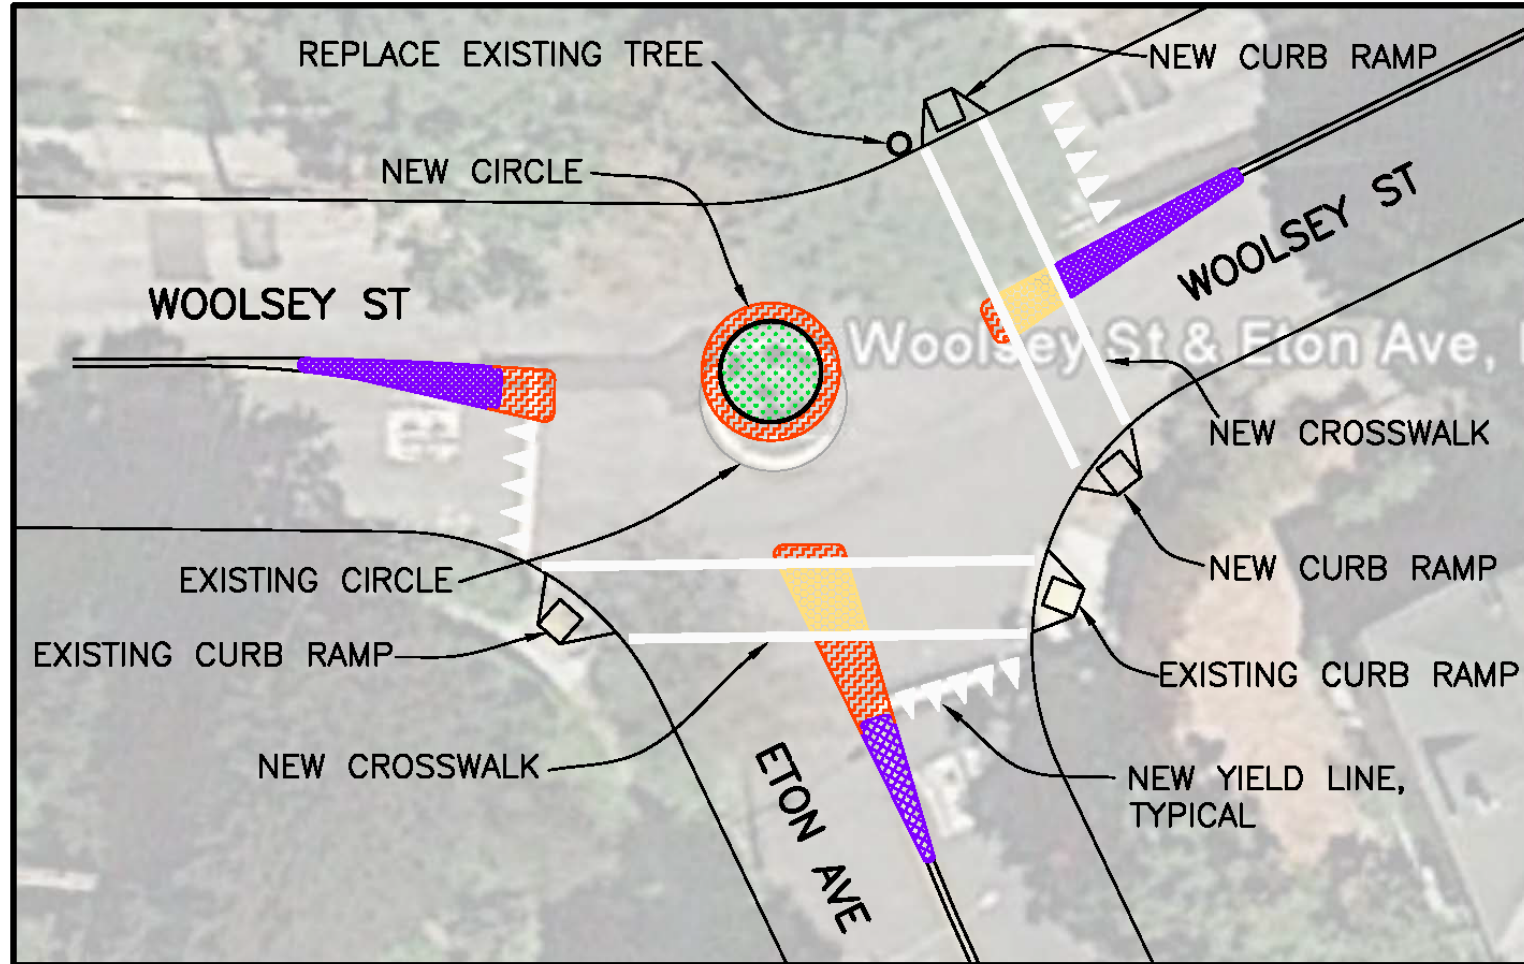 REPLACE EXISTING TREE
NEW CURB RAMP
NEW CIRCLE
WOOLSEY ST
WOOLSEY ST
Woolsey St & Eton Ave,
NEW CROSSWALK
EXISTING CIRCLE
NEW CURB RAMP
EXISTING CURB RAMP
EXISTING CURB RAMP
NEW CROSSWALK
ETON AVE
NEW YIELD LINE,
TYPICAL